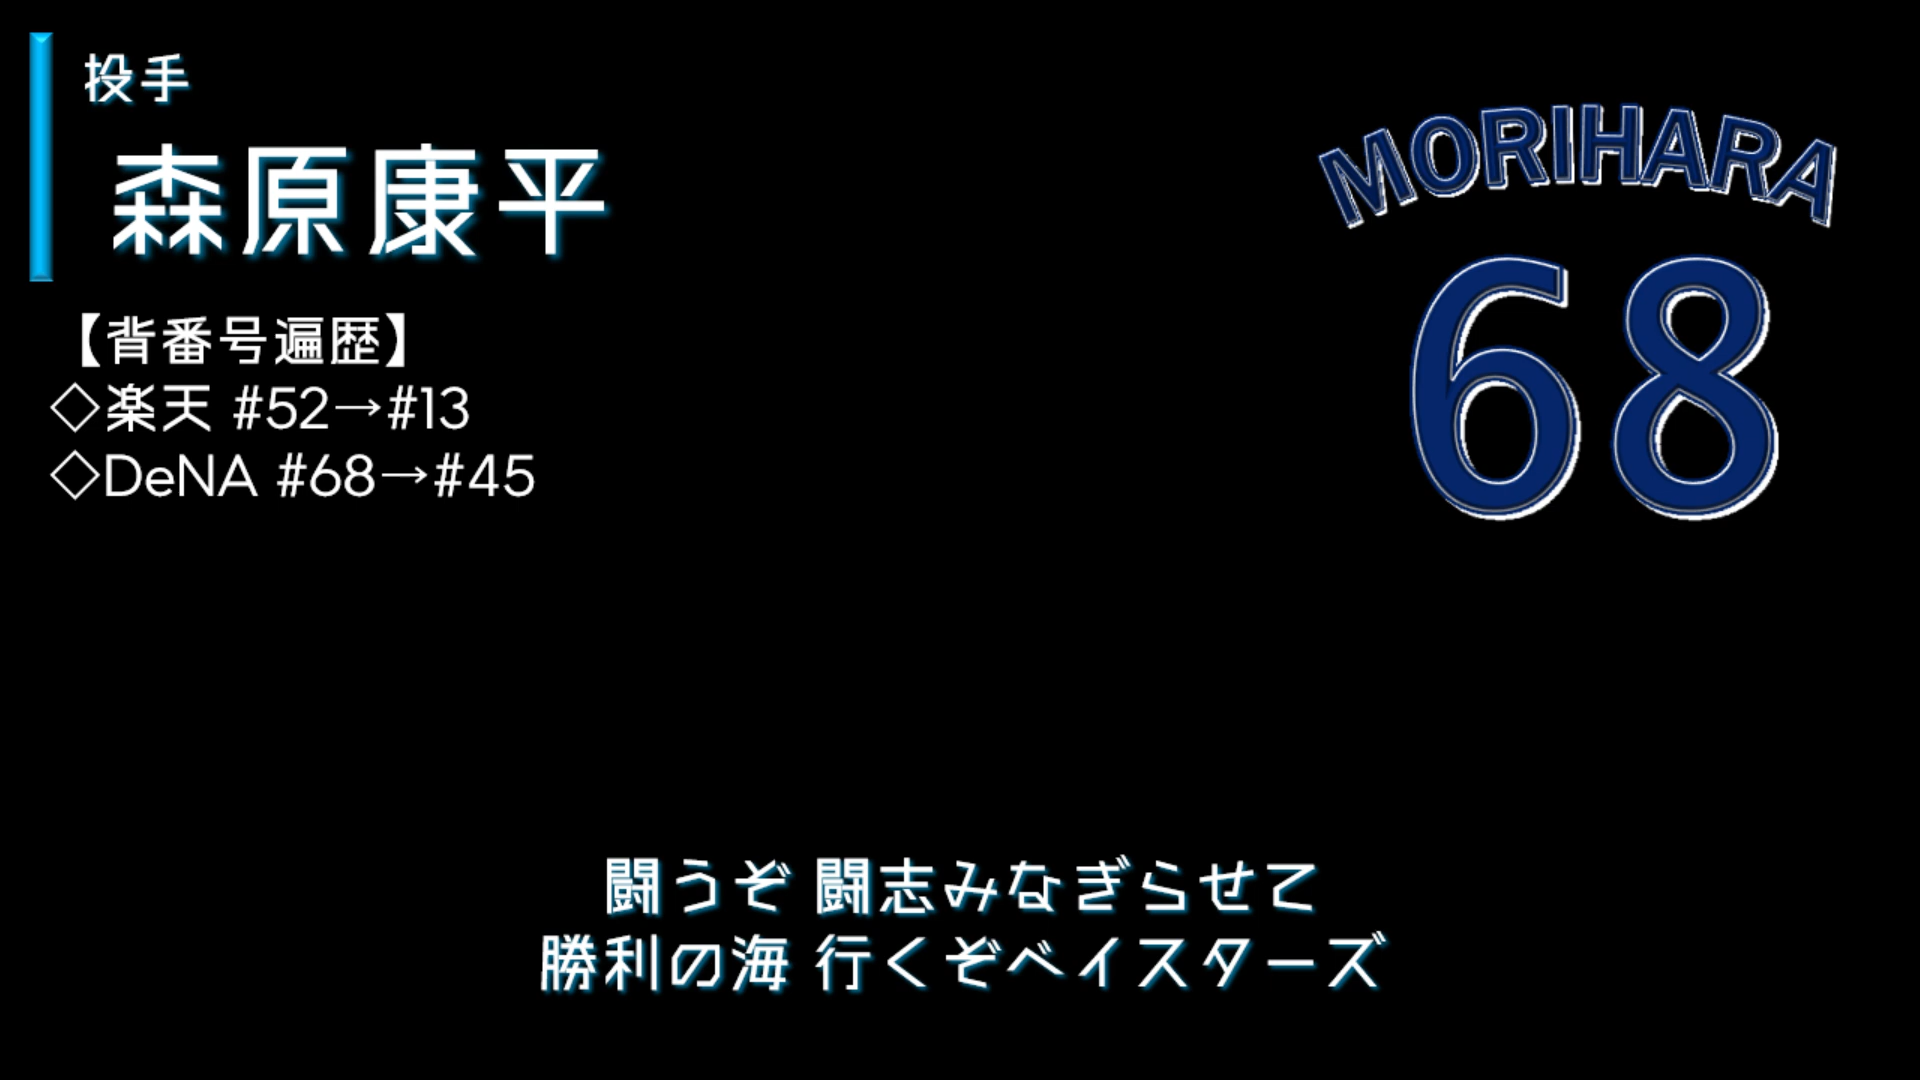 投手
森原康平
MORIHARA
68
【背番号遍歴】
◇楽天 #52→#13
◇DeNA #68→#45
闘うぞ 闘志みなぎらせて
勝利の海 行くぞベイスターズ